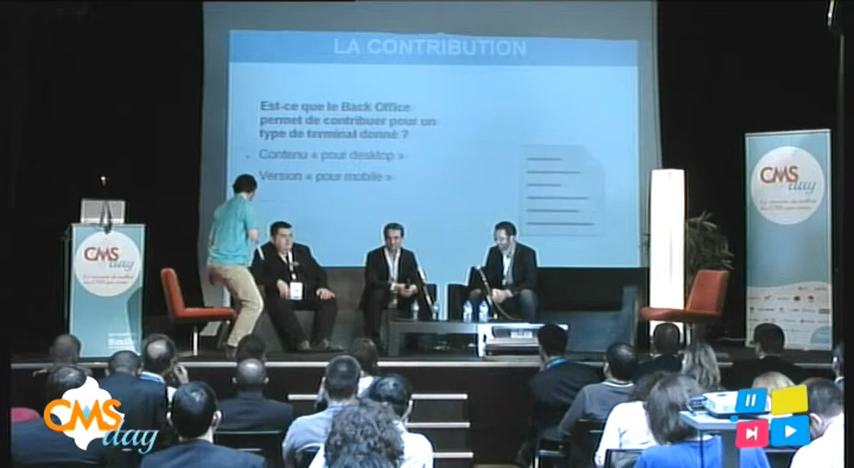 LA CONTRIBUTION
Est-ce que le Back Office
permet de contribuer pour un
type de terminal donné ?
Contenu « pour desktop »
Version « pour mobile »
CMS
day
CMS
day
CMS
day